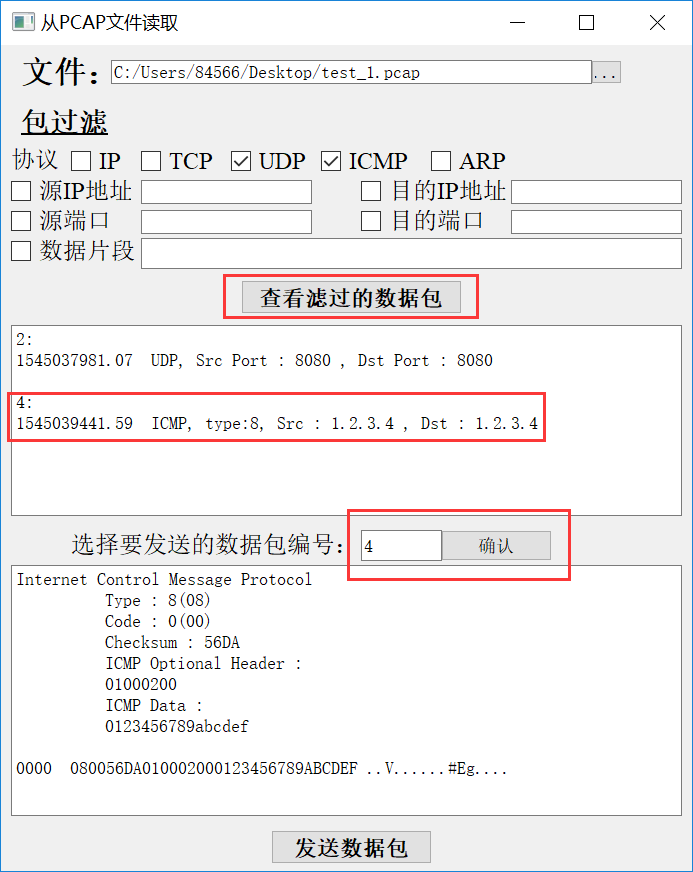 从PCAP文件读取
文件: C:/Users/84566/Desktop/test_1.pcap ...
包过滤
协议 IP TCP UDP ICMP ARP
源IP地址 目的IP地址
源端口 目的端口
数据片段
查看滤过的数据包
2:
1545037981.07 UDP, Src Port : 8080 , Dst Port : 8080
4:
1545039441.59 ICMP, type:8, Src : 1.2.3.4 , Dst : 1.2.3.4
选择要发送的数据包编号: 4 确认
Internet Control Message Protocol
Type : 8(08)
Code : 0(00)
Checksum : 56DA
ICMP Optional Header :
01000200
ICMP Data :
0123456789abcdef
0000 080056DA010002000123456789ABCDEF ..V......#Eg....
发送数据包